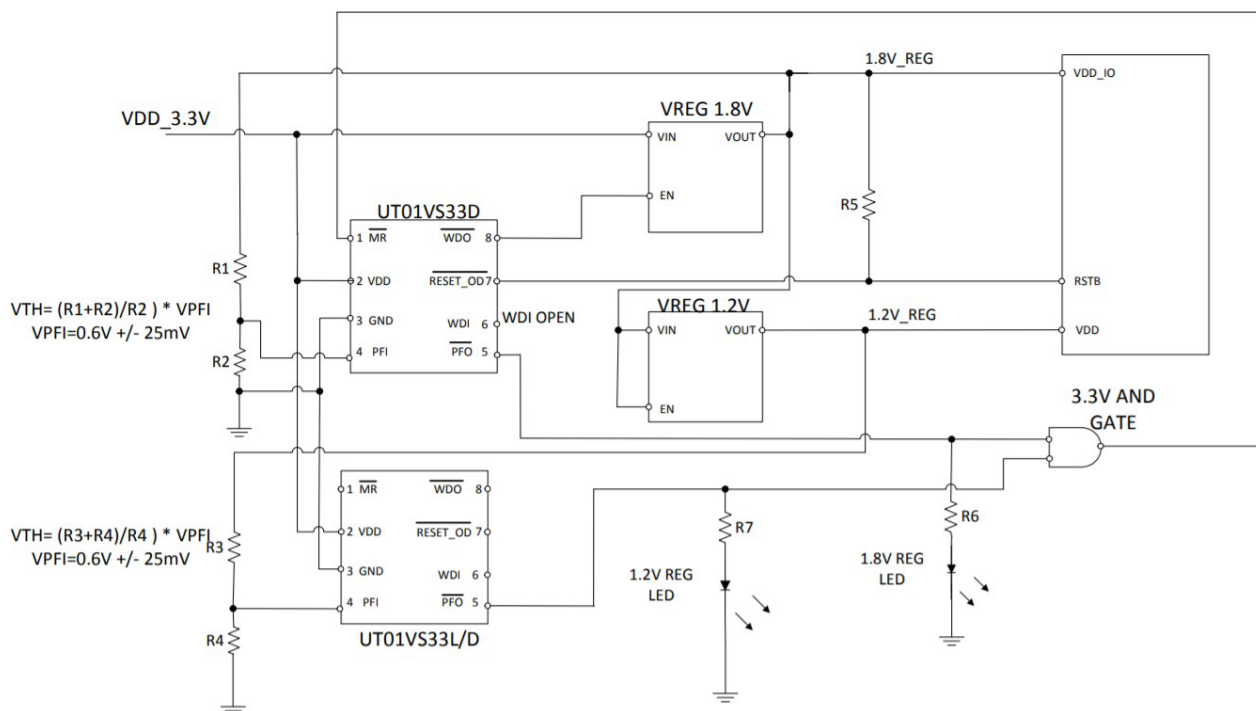 1.8V_REG
VDD_IO
VDD_3.3V
VREG 1.8V
VIN
VOUT
EN
R5
UT01VS33D
1 MR
WDO 8
2 VDD
RESET_OD 7
3 GND
WDI 6
WDI OPEN
4 PFI
PFO 5
R1
VTH= (R1+R2)/R2 ) * VPFI
VPFI=0.6V +/- 25mV
R2
RSTB
VREG 1.2V
VIN
VOUT
EN
1.2V_REG
VDD
3.3V AND
GATE
1 MR
WDO 8
2 VDD
RESET_OD 7
3 GND
WDI 6
4 PFI
PFO 5
UT01VS33L/D
VTH= (R3+R4)/R4 ) * VPFI
VPFI=0.6V +/- 25mV
R3
R4
R7
1.2V REG
LED
R6
1.8V REG
LED